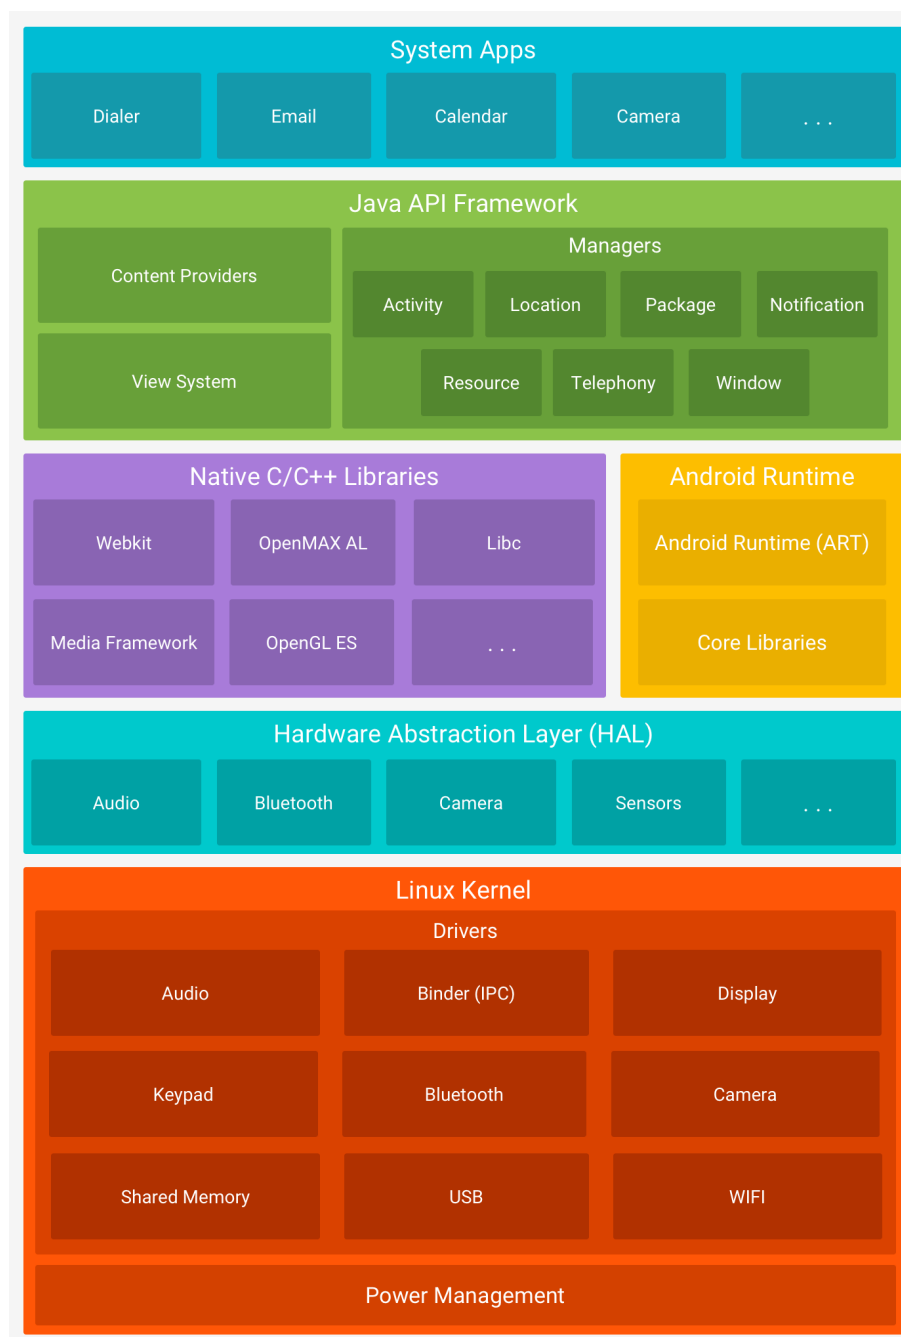 System Apps
Dialer
Email
Calendar
Camera
. . .
Java API Framework
Content Providers
View System
Managers
Activity
Location
Package
Notification
Resource
Telephony
Window
Native C/C++ Libraries
Webkit
OpenMAX AL
Libc
Media Framework
OpenGL ES
. . .
Android Runtime
Android Runtime (ART)
Core Libraries
Hardware Abstraction Layer (HAL)
Audio
Bluetooth
Camera
Sensors
. . .
Linux Kernel
Drivers
Audio
Binder (IPC)
Display
Keypad
Bluetooth
Camera
Shared Memory
USB
WIFI
Power Management